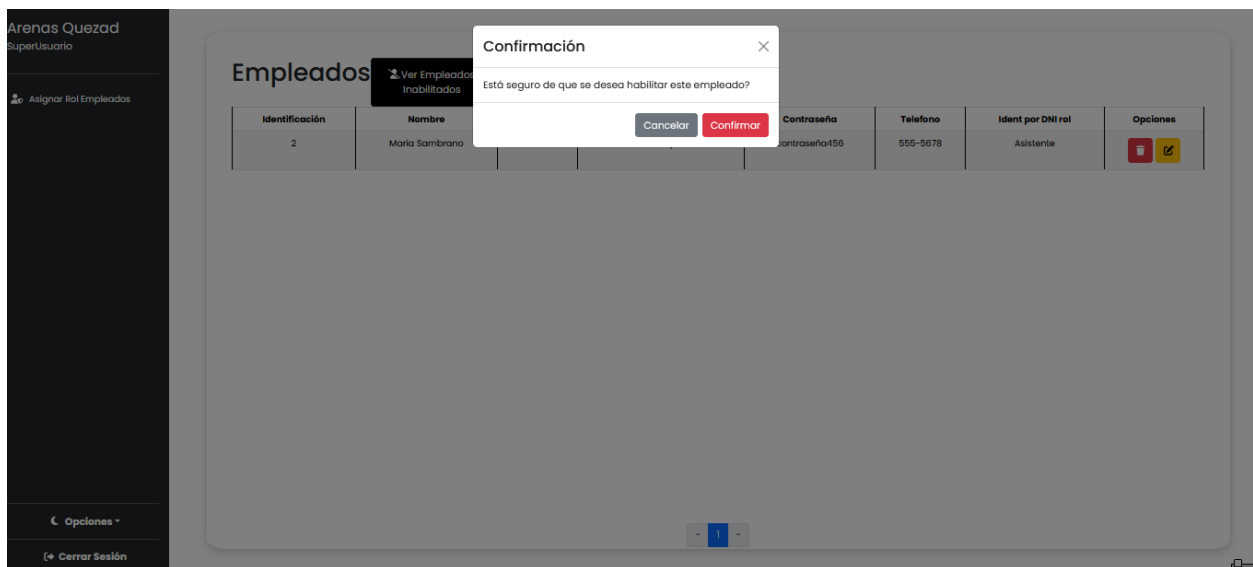 Arenas Quezad
SuperUsuario
Asignar Rol Empleados
Opciones
Cerrar Sesión
Empleados
Ver Empleados
Inabilitados
Confirmación
Está seguro de que se desea habilitar este empleado?
Cancelar Confirmar
Identificación Nombre Contraseña Telefono Ident por DNI rol Opciones
2 María Sambrano contraseña456 555-5678 Asistente
1